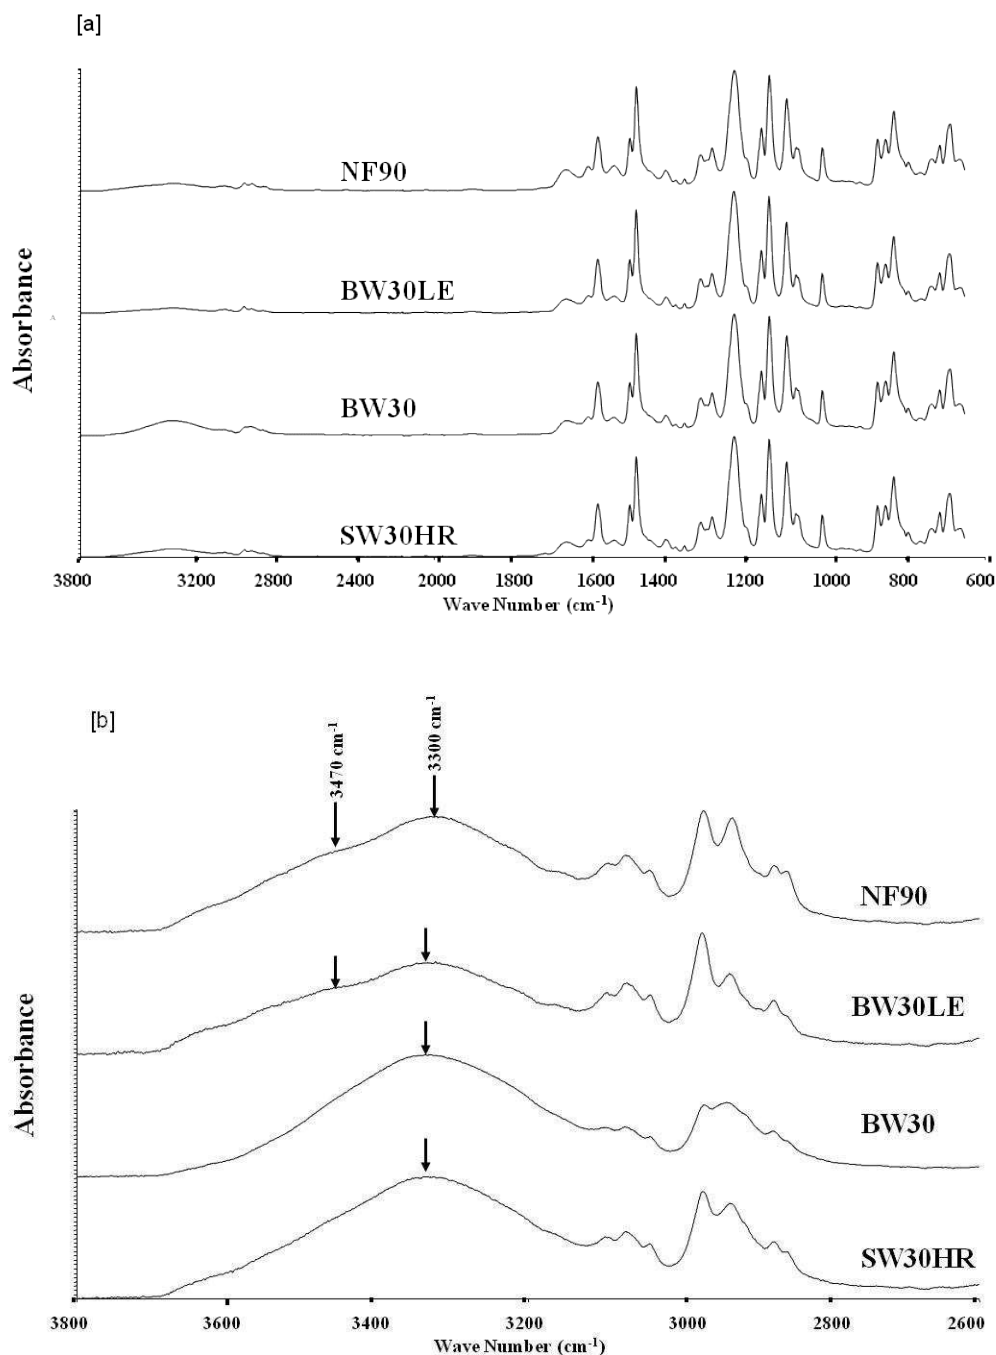 [a]
NF90
BW30LE
BW30
SW30HR
Absorbance
A
3800 3200 2800 2400 2000 1800 1600 1400 1200 1000 800 600
Wave Number (cm-1)
[b]
3470 cm-1
3300 cm-1
NF90
BW30LE
BW30
SW30HR
Absorbance
3800 3600 3400 3200 3000 2800 2600
Wave Number (cm-1)